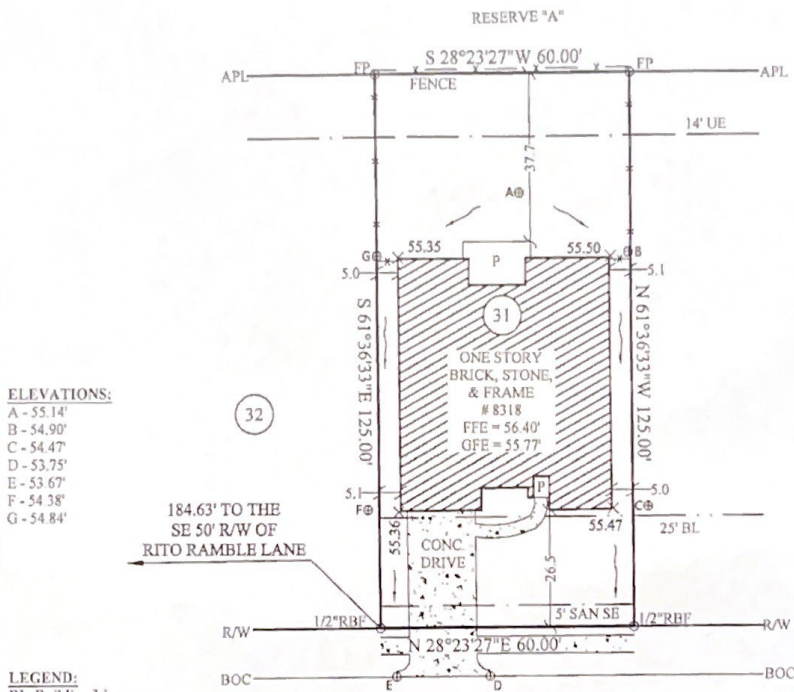 RESERVE "A"
S 28°23'27"W 60.00'
FP
FP
APL
APL
FENCE
14' UE
37.7
A
55.35
55.50
G
B
P
5.0
5.1
31
S 61°36'33"E 125.00'
N 61°36'33"W 125.00'
ONE STORY
BRICK, STONE,
& FRAME
# 8318
FFE = 56.40'
GFE = 55.77'
ELEVATIONS:
A - 55.14'
B - 54.90'
C - 54.47'
D - 53.75'
E - 53.67'
F - 54.38'
G - 54.84'
32
5.1
5.0
P
F
C
184.63' TO THE
SE 50' R/W OF
RITO RAMBLE LANE
55.36
55.47
25' BL
CONC.
DRIVE
26.5
5' SAN SE
1/2"RBF
1/2"RBF
R/W
R/W
N 28°23'27"E 60.00'
LEGEND:
BOC
BOC
E
D